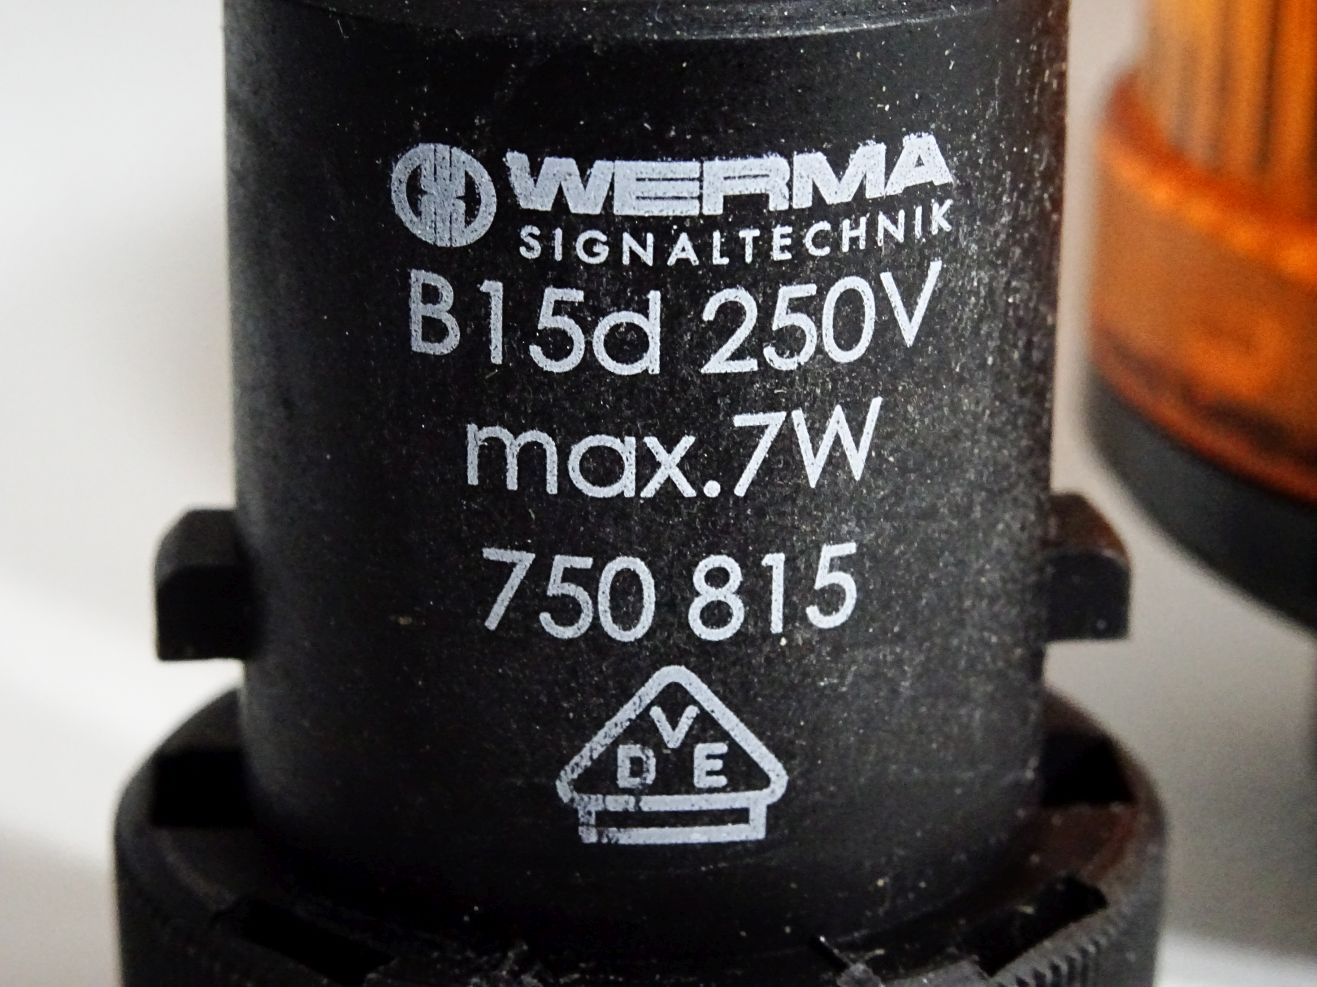 WERMA
SIGNALTECHNIK
B15d 250V
max.7W
750 815
VDE